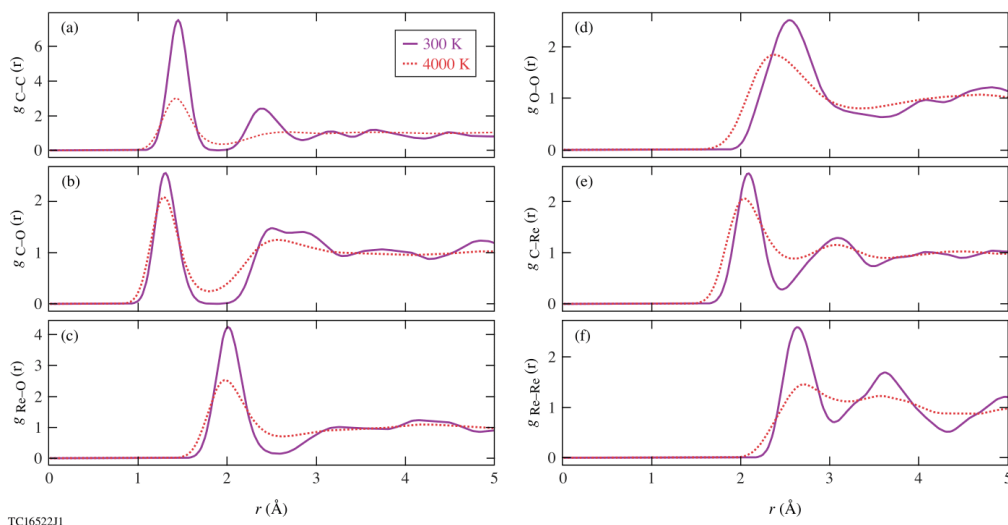 (a)
g C–C (r)
6
4
2
0
300 K
4000 K
(b)
g C–O (r)
2
1
0
(c)
g Re–O (r)
4
3
2
1
0
0 1 2 3 4 5
r (Å)
(d)
g O–O (r)
2
1
0
(e)
g C–Re (r)
2
1
0
(f)
g Re–Re (r)
2
1
0
0 1 2 3 4 5
r (Å)
TC16522J1